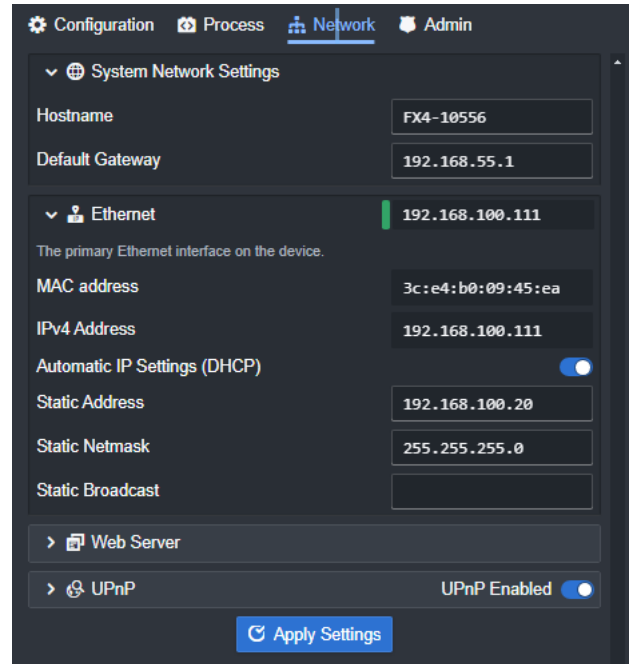 Configuration Process Network Admin
System Network Settings
Hostname FX4-10556
Default Gateway 192.168.55.1
Ethernet 192.168.100.111
The primary Ethernet interface on the device.
MAC address 3c:e4:b0:09:45:ea
IPv4 Address 192.168.100.111
Automatic IP Settings (DHCP)
Static Address 192.168.100.20
Static Netmask 255.255.255.0
Static Broadcast
Web Server
UPnP UPnP Enabled
Apply Settings